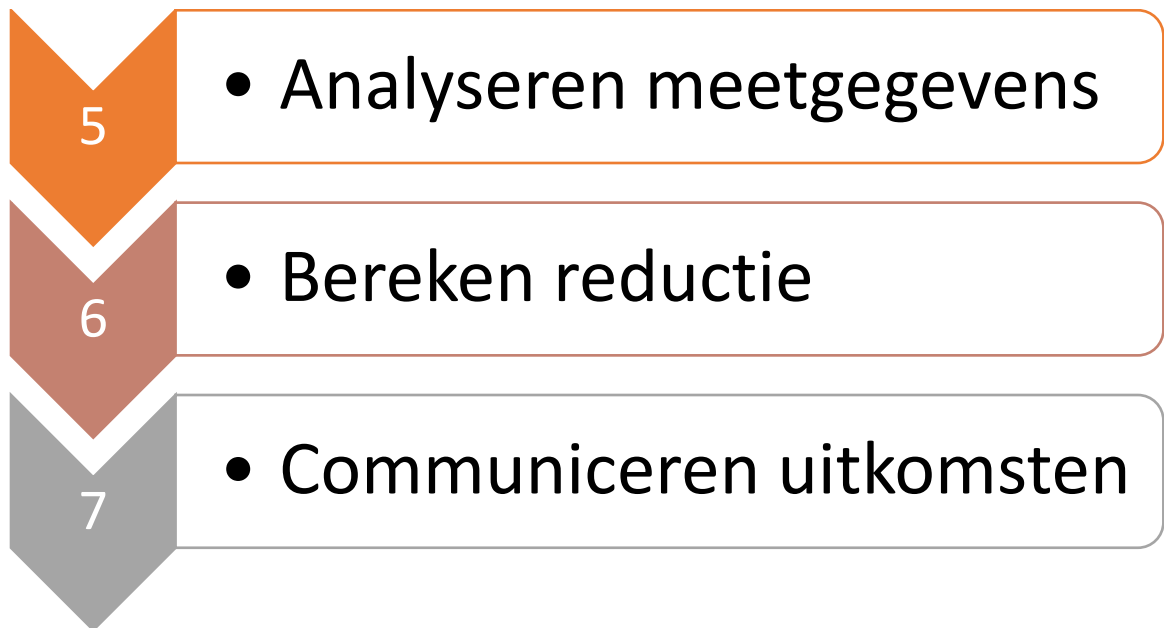 5
• Analyseren meetgegevens
6
• Bereken reductie
7
• Communiceren uitkomsten